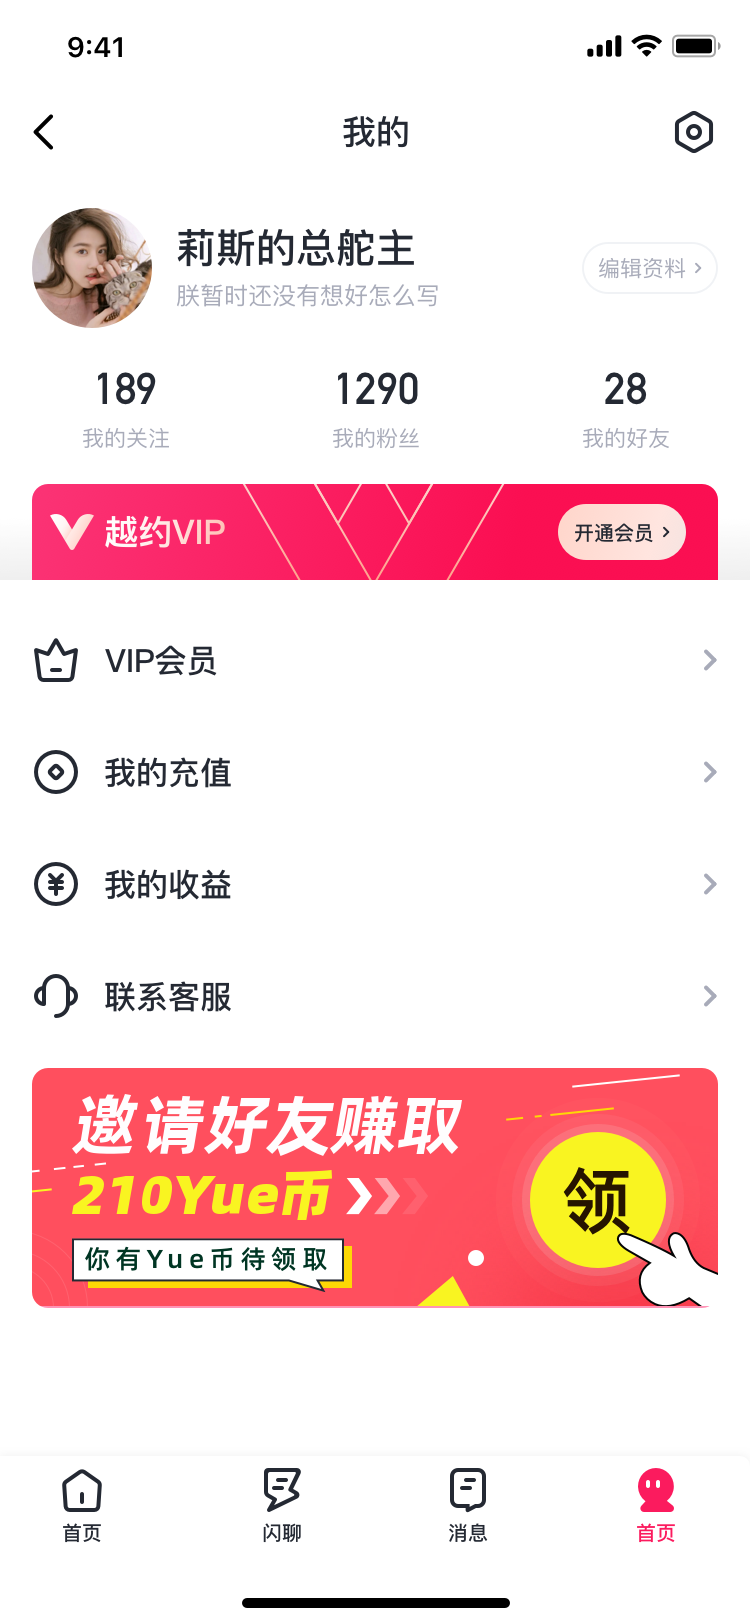 9:41
我的
莉斯的总舵主
朕暂时还没有想好怎么写
编辑资料
189
1290
28
我的关注
我的粉丝
我的好友
越约VIP
开通会员
VIP会员
我的充值
我的收益
联系客服
邀请好友赚取
210Yue币
领
你有Yue币待领取
首页
闪聊
消息
首页